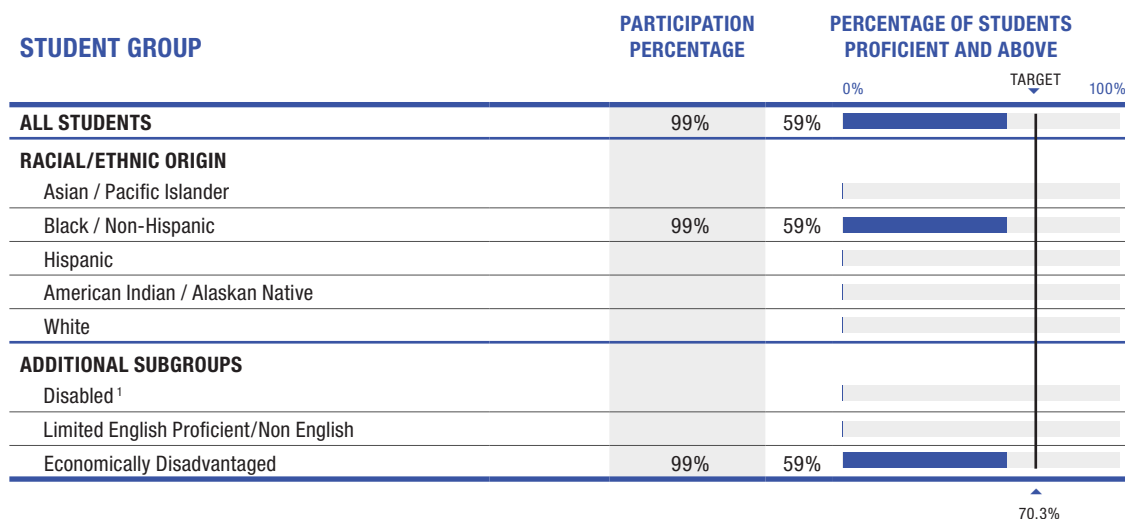 STUDENT GROUP
PARTICIPATION PERCENTAGE
PERCENTAGE OF STUDENTS PROFICIENT AND ABOVE
0% TARGET 100%
ALL STUDENTS 99% 59%
RACIAL/ETHNIC ORIGIN
Asian / Pacific Islander
Black / Non-Hispanic 99% 59%
Hispanic
American Indian / Alaskan Native
White
ADDITIONAL SUBGROUPS
Disabled 1
Limited English Proficient/Non English
Economically Disadvantaged 99% 59%
70.3%